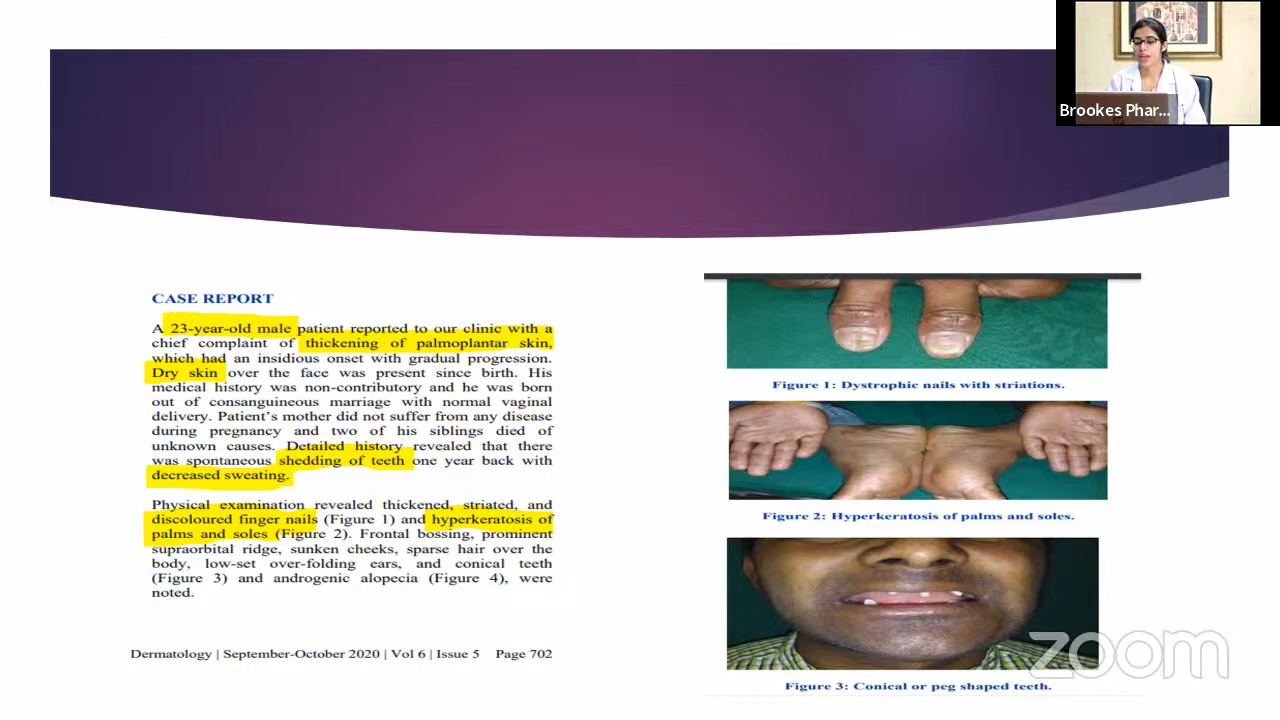 Brookes Phar...
CASE REPORT
A 23-year-old male patient reported to our clinic with a
chief complaint of thickening of palmoplantar skin,
which had an insidious onset with gradual progression.
Dry skin over the face was present since birth. His
medical history was non-contributory and he was born
out of consanguineous marriage with normal vaginal
delivery. Patient's mother did not suffer from any disease
during pregnancy and two of his siblings died of
unknown causes. Detailed history revealed that there
was spontaneous shedding of teeth one year back with
decreased sweating.
Physical examination revealed thickened, striated, and
discoloured finger nails (Figure 1) and hyperkeratosis of
palms and soles (Figure 2). Frontal bossing, prominent
supraorbital ridge, sunken cheeks, sparse hair over the
body, low-set over-folding ears, and conical teeth
(Figure 3) and androgenic alopecia (Figure 4), were
noted.
Dermatology | September-October 2020 | Vol 6 | Issue 5 Page 702
Figure 1: Dystrophic nails with striations.
Figure 2: Hyperkeratosis of palms and soles.
Figure 3: Conical or peg shaped teeth.
zoom